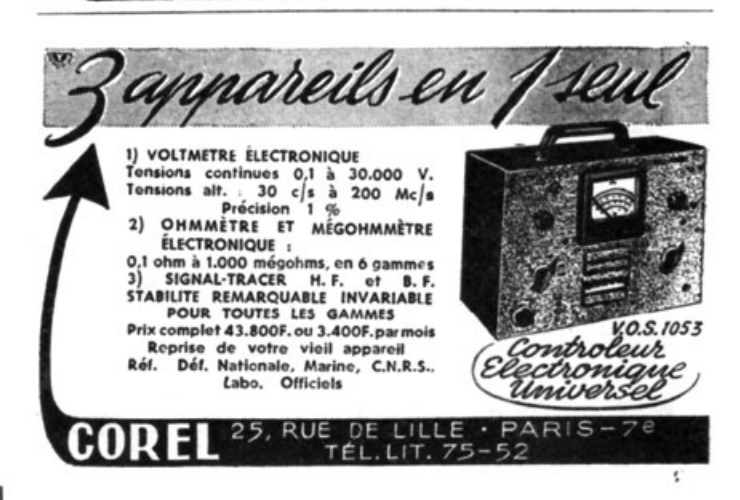 3 appareils en 1 seul
1) VOLTMETRE ÉLECTRONIQUE
Tensions continues 0,1 à 30.000 V.
Tensions alt. : 30 c/s à 200 Mc/s
Précision 1 %
2) OHMMÈTRE ET MÉGOHMMÈTRE
ÉLECTRONIQUE :
0,1 ohm à 1.000 mégohms, en 6 gammes
3) SIGNAL-TRACER H. F. et B. F.
STABILITE REMARQUABLE INVARIABLE
POUR TOUTES LES GAMMES
Prix complet 43.800F. ou 3.400F. par mois
Reprise de votre vieil appareil
Réf. Déf. Nationale, Marine, C.N.R.S.,
Labo. Officiels
V.O.S. 1053
Controleur
Electronique
Universel
COREL 25, RUE DE LILLE • PARIS-7e
TÉL. LIT. 75-52